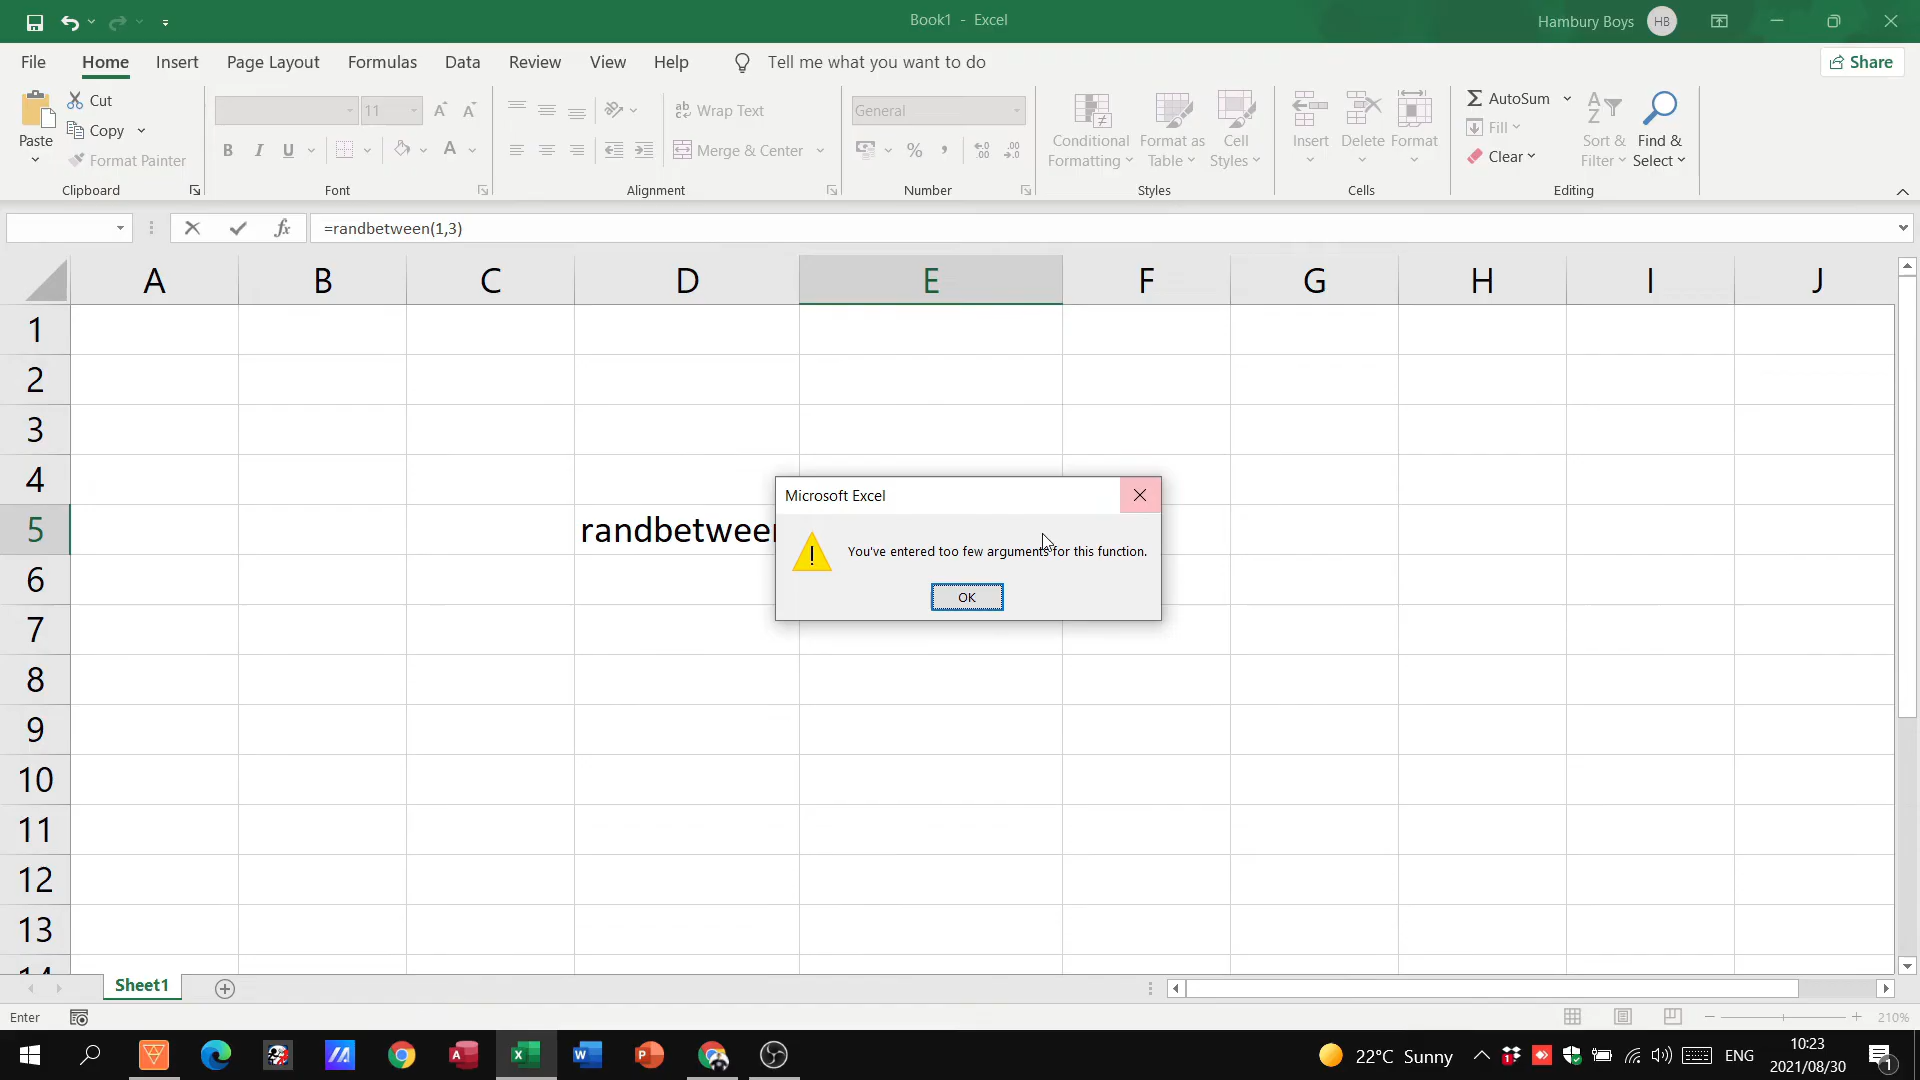 Book1 - Excel
Hambury Boys HB
File Home Insert Page Layout Formulas Data Review View Help Tell me what you want to do Share
Paste
Cut
Copy
Format Painter
Clipboard
11
B I U
A
Font
ab Wrap Text
Merge & Center
Alignment
General
%
Number
Conditional Formatting
Format as Table
Cell Styles
Styles
Insert
Delete
Format
Cells
AutoSum
Fill
Clear
Sort & Filter
Find & Select
Editing
fx =randbetween(1,3)
A B C D E F G H I J
1
2
3
4
5 randbetween
6
7
8
9
10
11
12
13
14
Microsoft Excel
You've entered too few arguments for this function.
OK
Sheet1
Enter
210%
22°C Sunny
ENG
10:23
2021/08/30
1